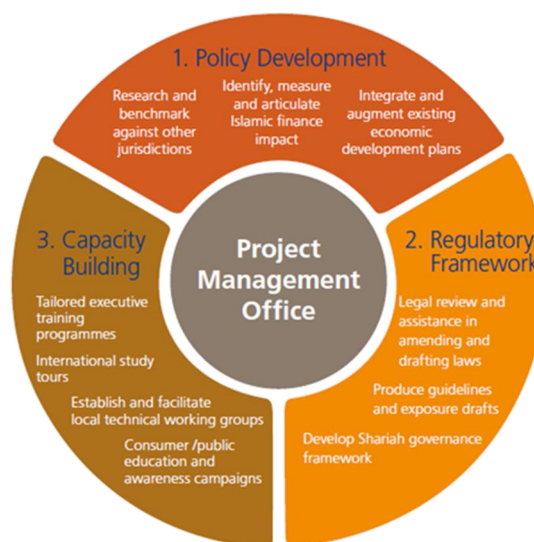 1. Policy Development
Research and
benchmark
against other
jurisdictions
Identify, measure
and articulate
Islamic finance
impact
Integrate and
augment existing
economic
development plans
Project
Management
Office
2. Regulatory
Framework
Legal review and
assistance in
amending and
drafting laws
Produce guidelines
and exposure drafts
Develop Shariah governance
framework
3. Capacity
Building
Tailored executive
training
programmes
International study
tours
Establish and facilitate
local technical working groups
Consumer /public
education and
awareness campaigns